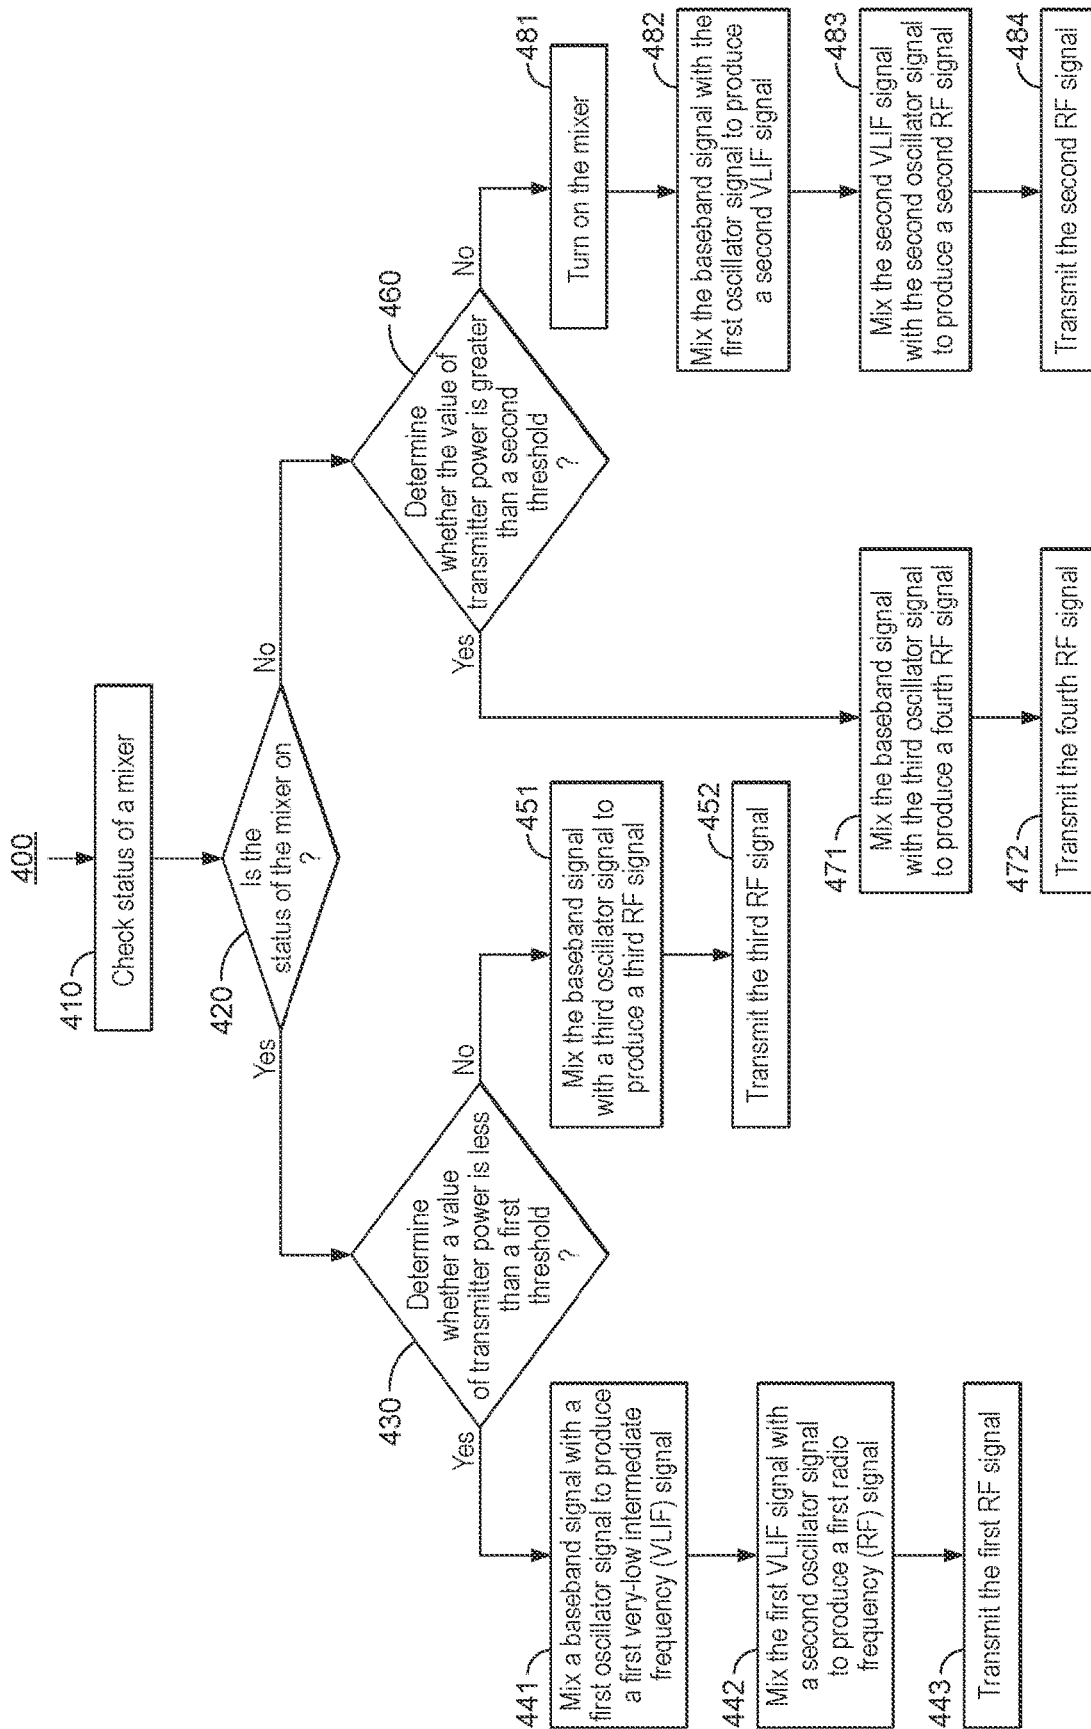 400
410
Check status of a mixer
420
Is the
status of the mixer on
?
Yes
No
430
Determine
whether a value
of transmitter power is less
than a first
threshold
?
Yes
No
441
Mix a baseband signal with a
first oscillator signal to produce
a first very-low intermediate
frequency (VLIF) signal
442
Mix the first VLIF signal with
a second oscillator signal
to produce a first radio
frequency (RF) signal
443
Transmit the first RF signal
451
Mix the baseband signal
with a third oscillator signal to
produce a third RF signal
452
Transmit the third RF signal
460
Determine
whether the value of
transmitter power is greater
than a second
threshold
?
Yes
No
471
Mix the baseband signal
with the third oscillator signal
to produce a fourth RF signal
472
Transmit the fourth RF signal
481
Turn on the mixer
482
Mix the baseband signal with the
first oscillator signal to produce
a second VLIF signal
483
Mix the second VLIF signal
with the second oscillator signal
to produce a second RF signal
484
Transmit the second RF signal